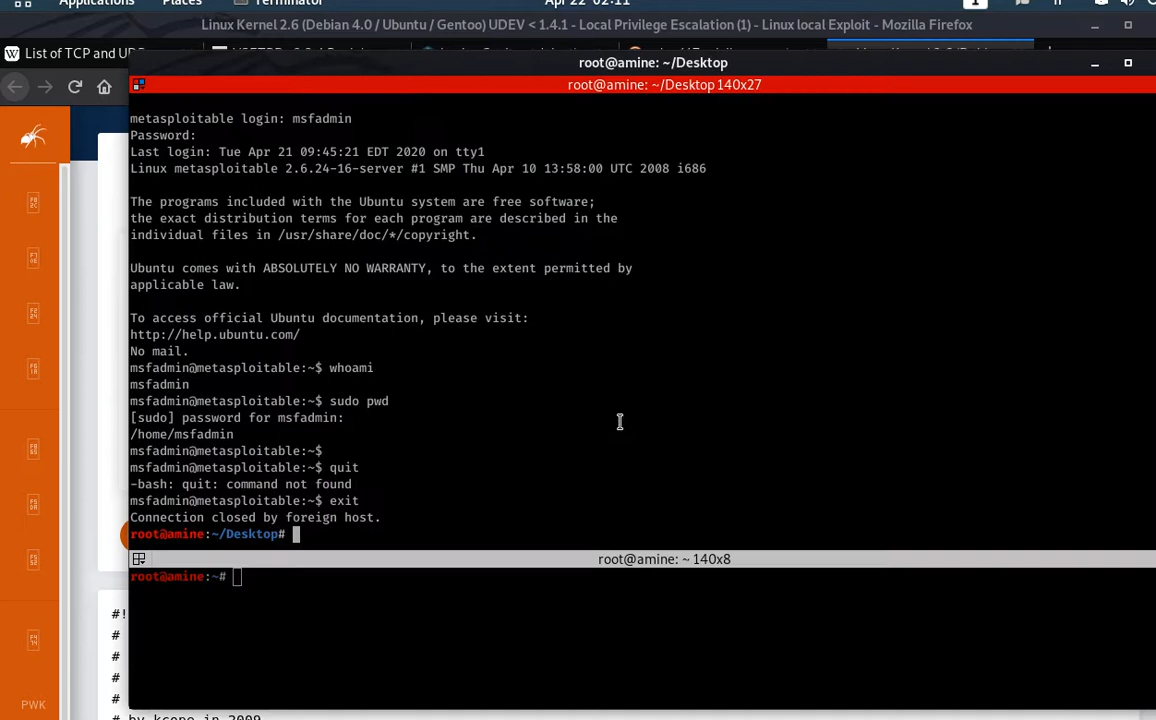 Applications
Places
Terminator
Apr 22 02:11
1
Linux Kernel 2.6 (Debian 4.0 / Ubuntu / Gentoo) UDEV < 1.4.1 - Local Privilege Escalation (1) - Linux local Exploit - Mozilla Firefox
W List of TCP and UD
root@amine: ~/Desktop
root@amine: ~/Desktop 140x27
metasploitable login: msfadmin
Password:
Last login: Tue Apr 21 09:45:21 EDT 2020 on tty1
Linux metasploitable 2.6.24-16-server #1 SMP Thu Apr 10 13:58:00 UTC 2008 i686
The programs included with the Ubuntu system are free software;
the exact distribution terms for each program are described in the
individual files in /usr/share/doc/*/copyright.
Ubuntu comes with ABSOLUTELY NO WARRANTY, to the extent permitted by
applicable law.
To access official Ubuntu documentation, please visit:
http://help.ubuntu.com/
No mail.
msfadmin@metasploitable:~$ whoami
msfadmin
msfadmin@metasploitable:~$ sudo pwd
[sudo] password for msfadmin:
/home/msfadmin
msfadmin@metasploitable:~$
msfadmin@metasploitable:~$ quit
-bash: quit: command not found
msfadmin@metasploitable:~$ exit
Connection closed by foreign host.
root@amine:~/Desktop#
root@amine: ~ 140x8
root@amine:~#
#!
#
#
#
#
# by kcope in 2009
PWK